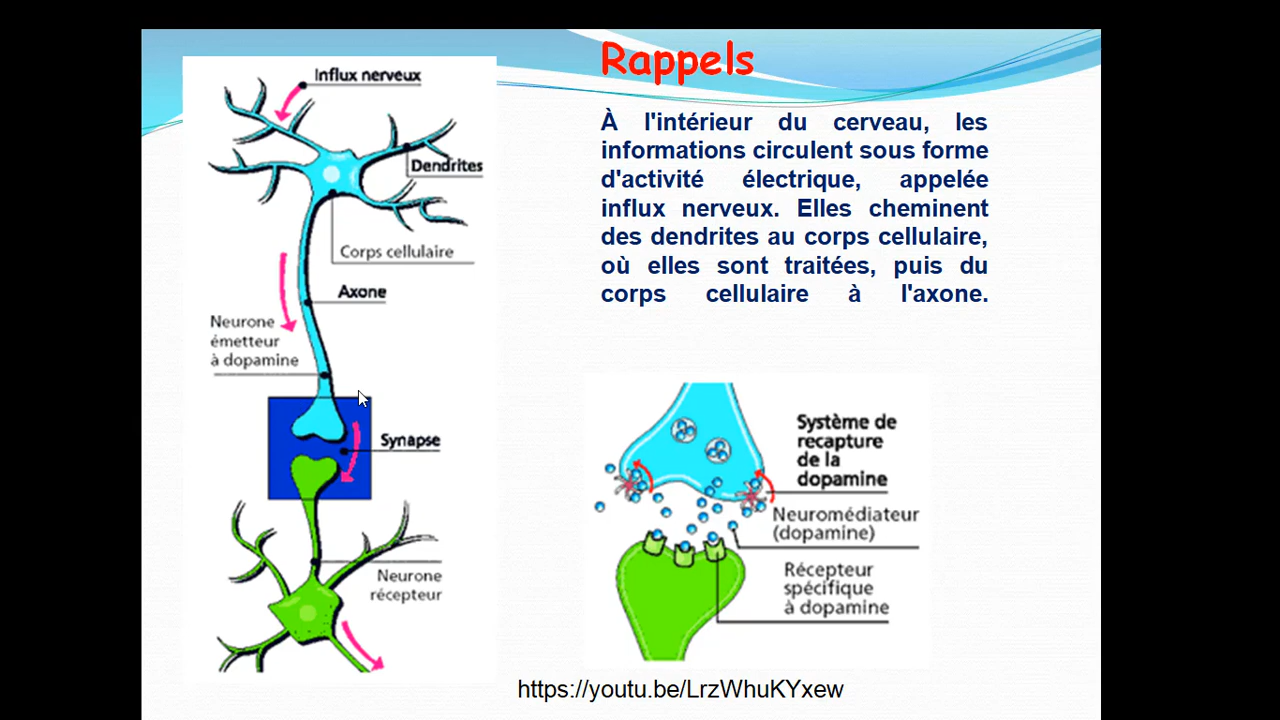 Rappels
À l'intérieur du cerveau, les
informations circulent sous forme
d'activité électrique, appelée
influx nerveux. Elles cheminent
des dendrites au corps cellulaire,
où elles sont traitées, puis du
corps cellulaire à l'axone.
Influx nerveux
Dendrites
Corps cellulaire
Axone
Neurone
émetteur
à dopamine
Synapse
Neurone
récepteur
Système de
recapture
de la
dopamine
Neuromédiateur
(dopamine)
Récepteur
spécifique
à dopamine
https://youtu.be/LrzWhuKYxew